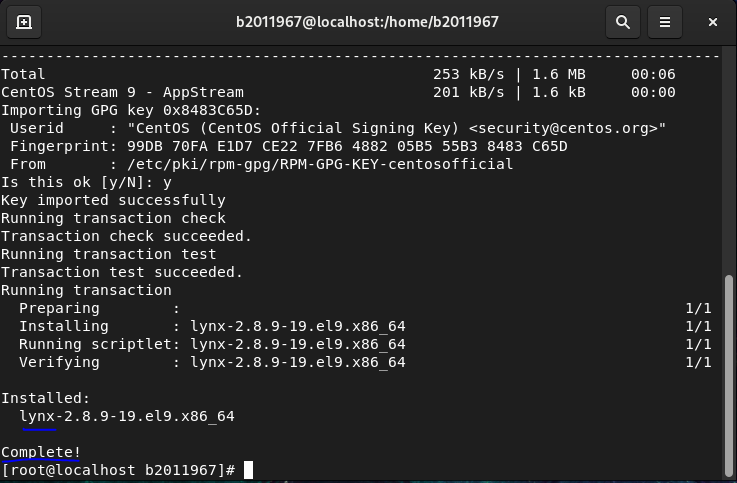 b2011967@localhost:/home/b2011967
--------------------------------------------------------------------------------
Total 253 kB/s | 1.6 MB 00:06
CentOS Stream 9 - AppStream 201 kB/s | 1.6 kB 00:00
Importing GPG key 0x8483C65D:
Userid : "CentOS (CentOS Official Signing Key) <security@centos.org>"
Fingerprint: 99DB 70FA E1D7 CE22 7FB6 4882 05B5 55B3 8483 C65D
From : /etc/pki/rpm-gpg/RPM-GPG-KEY-centosofficial
Is this ok [y/N]: y
Key imported successfully
Running transaction check
Transaction check succeeded.
Running transaction test
Transaction test succeeded.
Running transaction
Preparing : 1/1
Installing : lynx-2.8.9-19.el9.x86_64 1/1
Running scriptlet: lynx-2.8.9-19.el9.x86_64 1/1
Verifying : lynx-2.8.9-19.el9.x86_64 1/1
Installed:
lynx-2.8.9-19.el9.x86_64
Complete!
[root@localhost b2011967]#